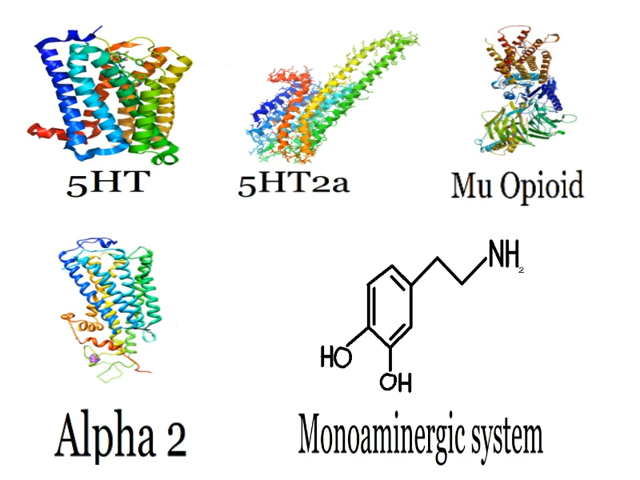 5HT
5HT2a
Mu Opioid
Alpha 2
NH2
HO
OH
Monoaminergic system